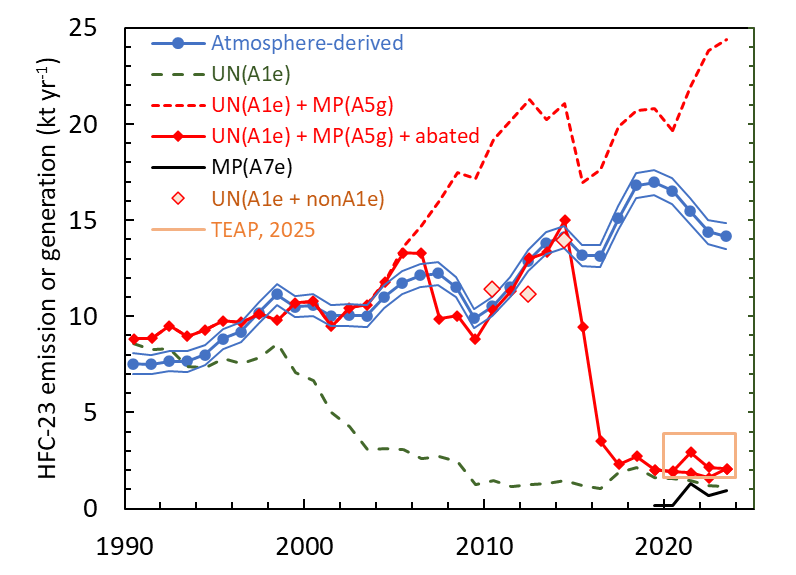 HFC-23 emission or generation (kt yr⁻¹)
25
20
15
10
5
0
Atmosphere-derived
UN(A1e)
UN(A1e) + MP(A5g)
UN(A1e) + MP(A5g) + abated
MP(A7e)
UN(A1e + nonA1e)
TEAP, 2025
1990
2000
2010
2020